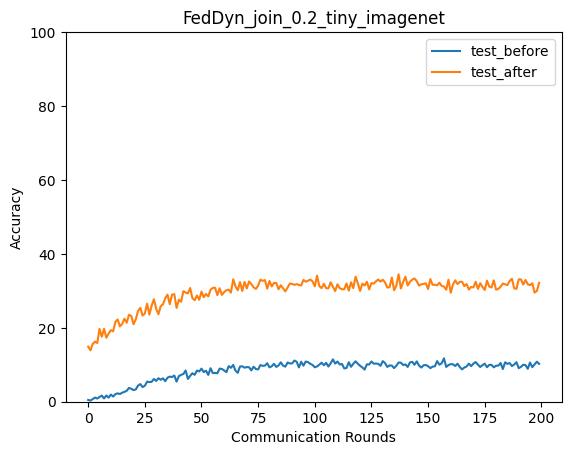 FedDyn_join_0.2_tiny_imagenet
test_before
test_after
Accuracy
100
80
60
40
20
0
0 25 50 75 100 125 150 175 200
Communication Rounds